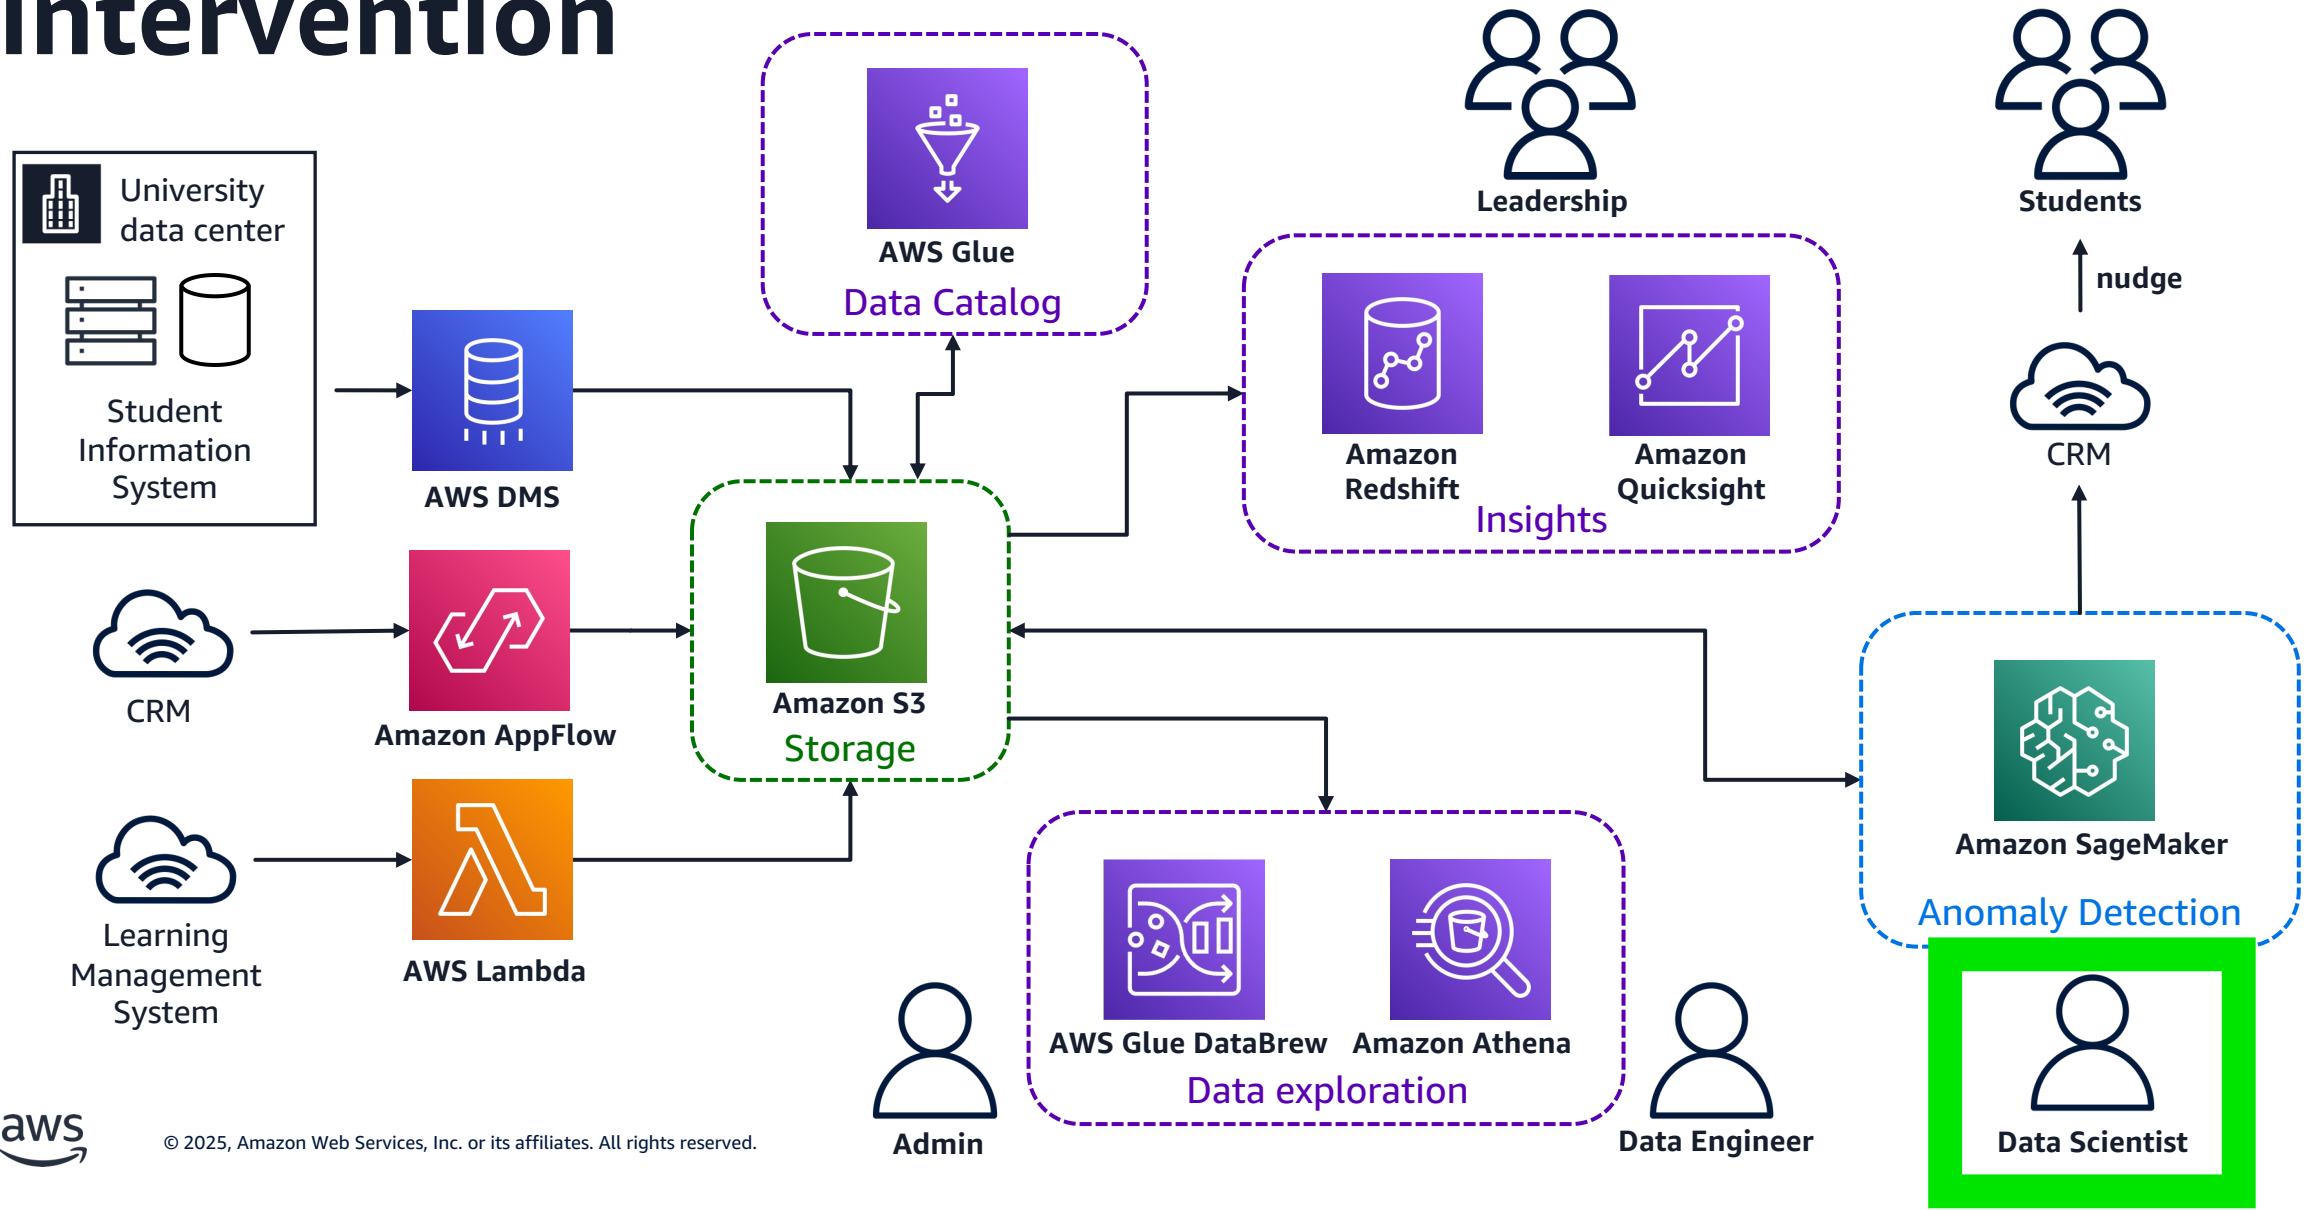 Intervention
University
data center
Student
Information
System
AWS DMS
CRM
Amazon AppFlow
Learning
Management
System
AWS Lambda
AWS Glue
Data Catalog
Amazon S3
Storage
Leadership
Amazon
Redshift
Amazon
Quicksight
Insights
Students
nudge
CRM
Amazon SageMaker
Anomaly Detection
AWS Glue DataBrew
Amazon Athena
Data exploration
Admin
Data Engineer
Data Scientist
aws
© 2025, Amazon Web Services, Inc. or its affiliates. All rights reserved.